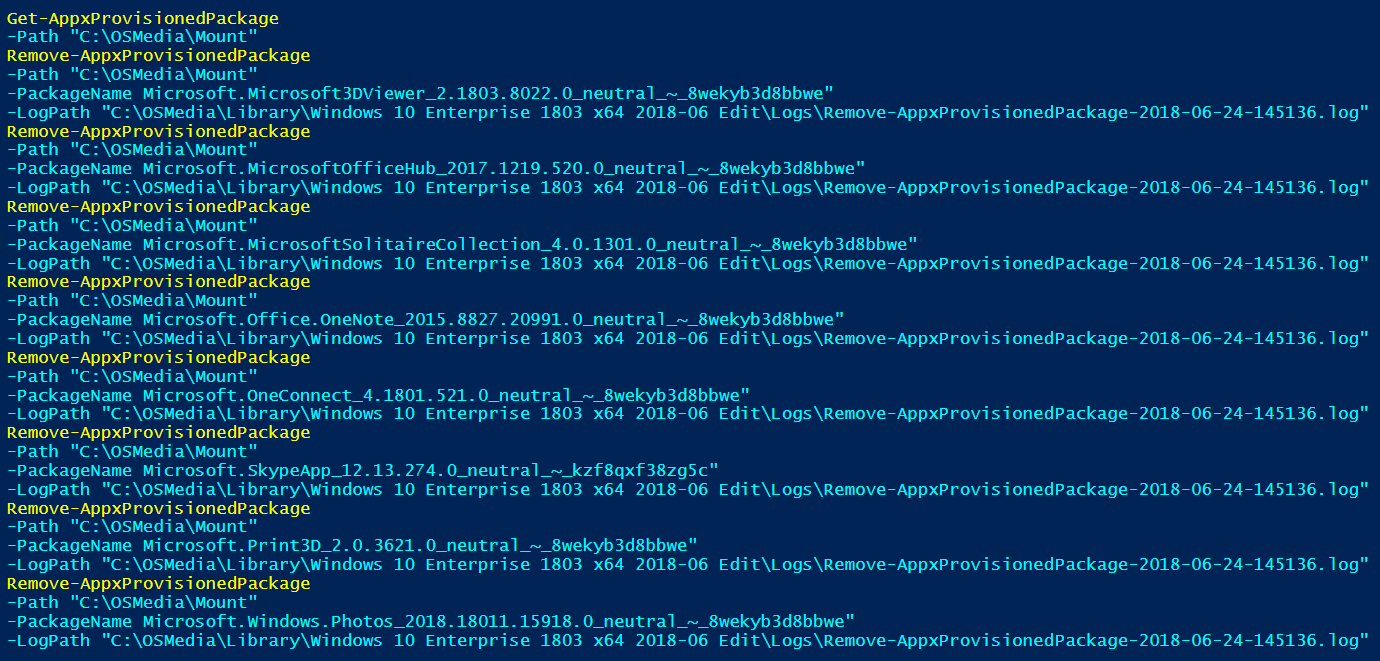 Get-AppxProvisionedPackage
-Path "C:\OSMedia\Mount"
Remove-AppxProvisionedPackage
-Path "C:\OSMedia\Mount"
-PackageName Microsoft.Microsoft3DViewer_2.1803.8022.0_neutral_~_8wekyb3d8bbwe"
-LogPath "C:\OSMedia\Library\Windows 10 Enterprise 1803 x64 2018-06 Edit\Logs\Remove-AppxProvisionedPackage-2018-06-24-145136.log"
Remove-AppxProvisionedPackage
-Path "C:\OSMedia\Mount"
-PackageName Microsoft.MicrosoftOfficeHub_2017.1219.520.0_neutral_~_8wekyb3d8bbwe"
-LogPath "C:\OSMedia\Library\Windows 10 Enterprise 1803 x64 2018-06 Edit\Logs\Remove-AppxProvisionedPackage-2018-06-24-145136.log"
Remove-AppxProvisionedPackage
-Path "C:\OSMedia\Mount"
-PackageName Microsoft.MicrosoftSolitaireCollection_4.0.1301.0_neutral_~_8wekyb3d8bbwe"
-LogPath "C:\OSMedia\Library\Windows 10 Enterprise 1803 x64 2018-06 Edit\Logs\Remove-AppxProvisionedPackage-2018-06-24-145136.log"
Remove-AppxProvisionedPackage
-Path "C:\OSMedia\Mount"
-PackageName Microsoft.Office.OneNote_2015.8827.20991.0_neutral_~_8wekyb3d8bbwe"
-LogPath "C:\OSMedia\Library\Windows 10 Enterprise 1803 x64 2018-06 Edit\Logs\Remove-AppxProvisionedPackage-2018-06-24-145136.log"
Remove-AppxProvisionedPackage
-Path "C:\OSMedia\Mount"
-PackageName Microsoft.OneConnect_4.1801.521.0_neutral_~_8wekyb3d8bbwe"
-LogPath "C:\OSMedia\Library\Windows 10 Enterprise 1803 x64 2018-06 Edit\Logs\Remove-AppxProvisionedPackage-2018-06-24-145136.log"
Remove-AppxProvisionedPackage
-Path "C:\OSMedia\Mount"
-PackageName Microsoft.SkypeApp_12.13.274.0_neutral_~_kzf8qxf38zg5c"
-LogPath "C:\OSMedia\Library\Windows 10 Enterprise 1803 x64 2018-06 Edit\Logs\Remove-AppxProvisionedPackage-2018-06-24-145136.log"
Remove-AppxProvisionedPackage
-Path "C:\OSMedia\Mount"
-PackageName Microsoft.Print3D_2.0.3621.0_neutral_~_8wekyb3d8bbwe"
-LogPath "C:\OSMedia\Library\Windows 10 Enterprise 1803 x64 2018-06 Edit\Logs\Remove-AppxProvisionedPackage-2018-06-24-145136.log"
Remove-AppxProvisionedPackage
-Path "C:\OSMedia\Mount"
-PackageName Microsoft.Windows.Photos_2018.18011.15918.0_neutral_~_8wekyb3d8bbwe"
-LogPath "C:\OSMedia\Library\Windows 10 Enterprise 1803 x64 2018-06 Edit\Logs\Remove-AppxProvisionedPackage-2018-06-24-145136.log"